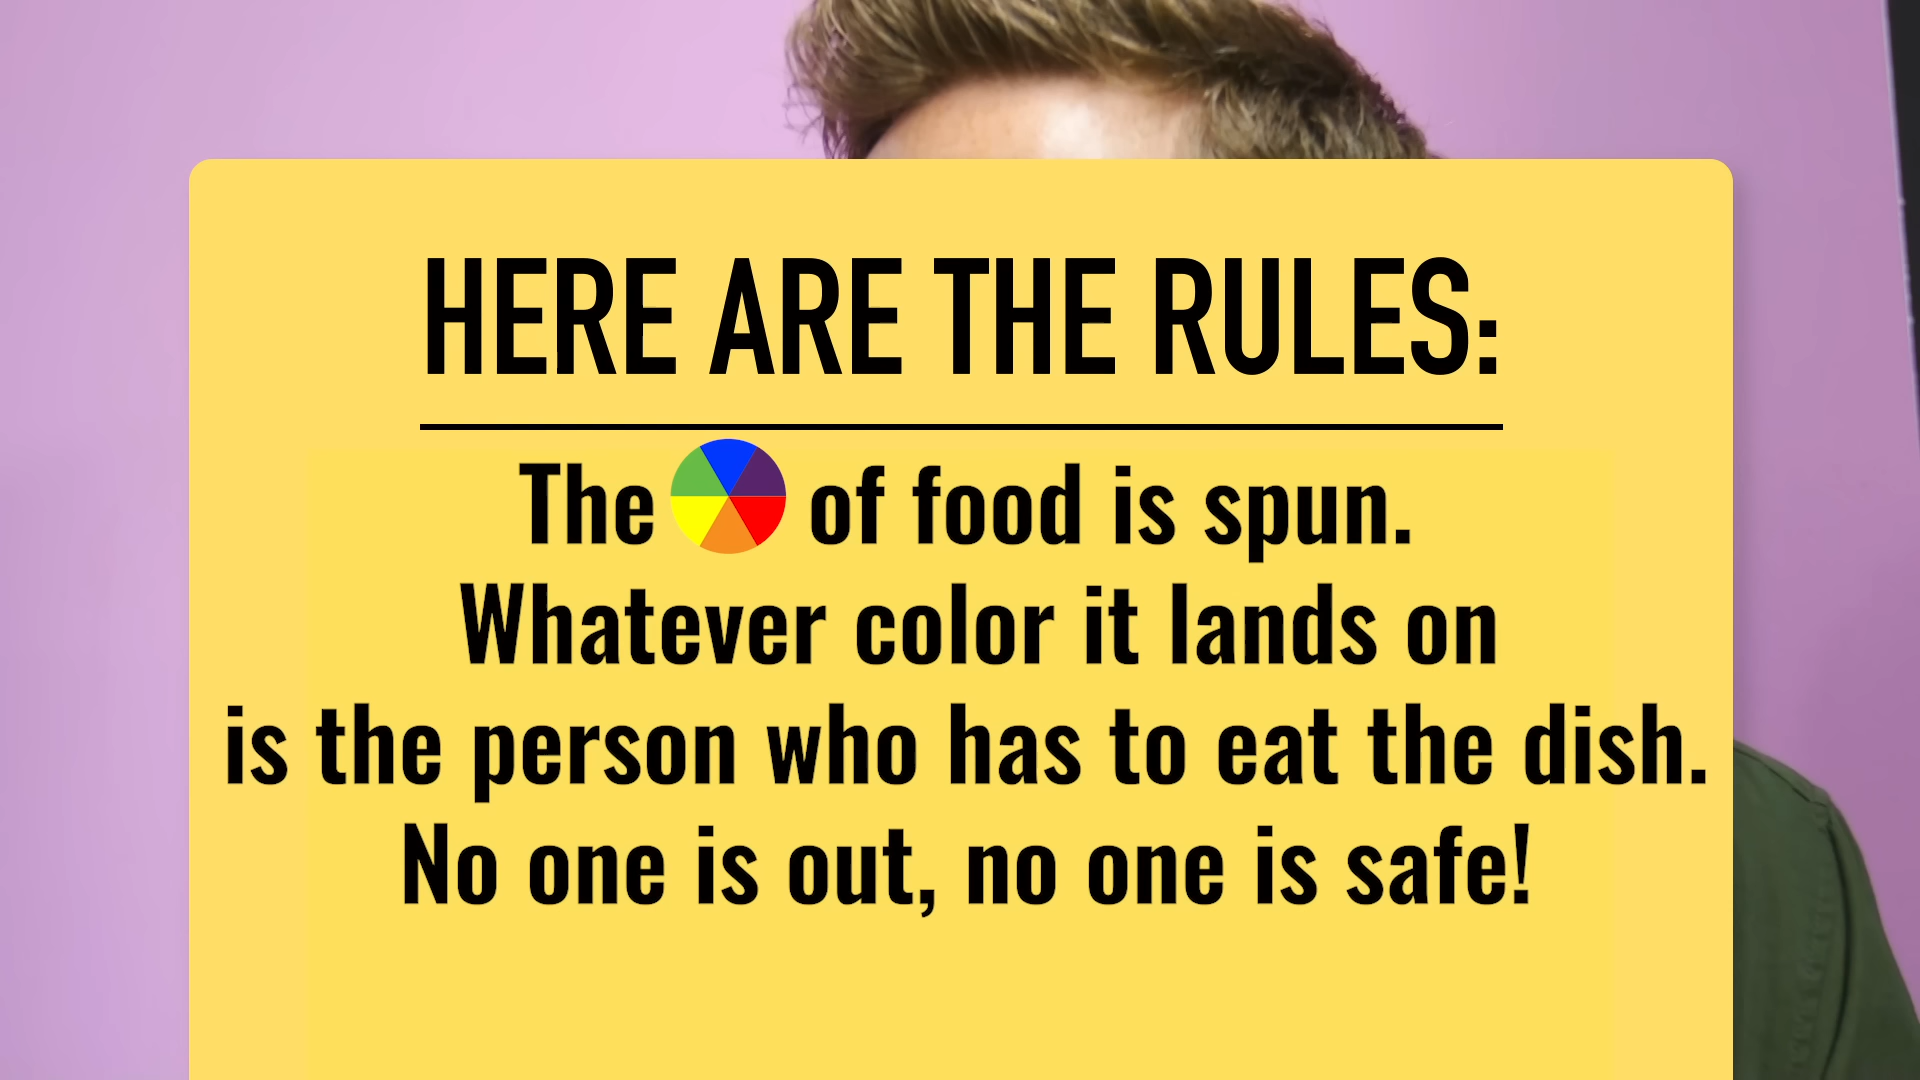 HERE ARE THE RULES:
The of food is spun.
Whatever color it lands on
is the person who has to eat the dish.
No one is out, no one is safe!